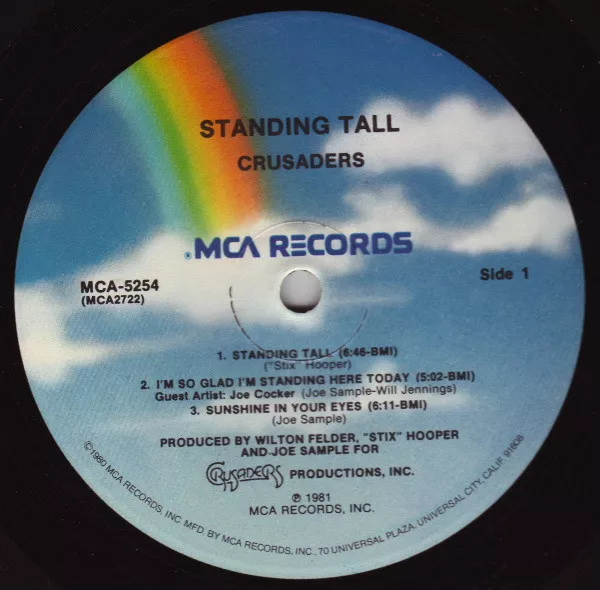 STANDING TALL
CRUSADERS
® MCA RECORDS
MCA-5254
(MCA2722)
Side 1
1. STANDING TALL (6:46-BMI)
("Stix" Hooper)
2. I'M SO GLAD I'M STANDING HERE TODAY (5:02-BMI)
Guest Artist: Joe Cocker (Joe Sample-Will Jennings)
3. SUNSHINE IN YOUR EYES (6:11-BMI)
(Joe Sample)
PRODUCED BY WILTON FELDER, "STIX" HOOPER
AND JOE SAMPLE FOR
CRUSADERS PRODUCTIONS, INC.
℗ 1981
MCA RECORDS, INC.
©1980 MCA RECORDS, INC. MFD. BY MCA RECORDS, INC., 70 UNIVERSAL PLAZA, UNIVERSAL CITY, CALIF. 91608